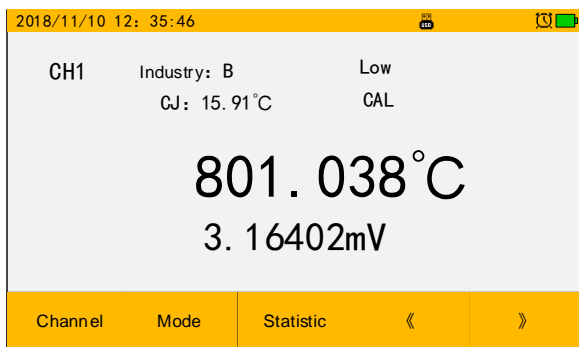 2018/11/10 12：35:46 USB
CH1 Industry：B Low
CJ：15.91℃ CAL
801.038℃
3.16402mV
Channel Mode Statistic 《 》